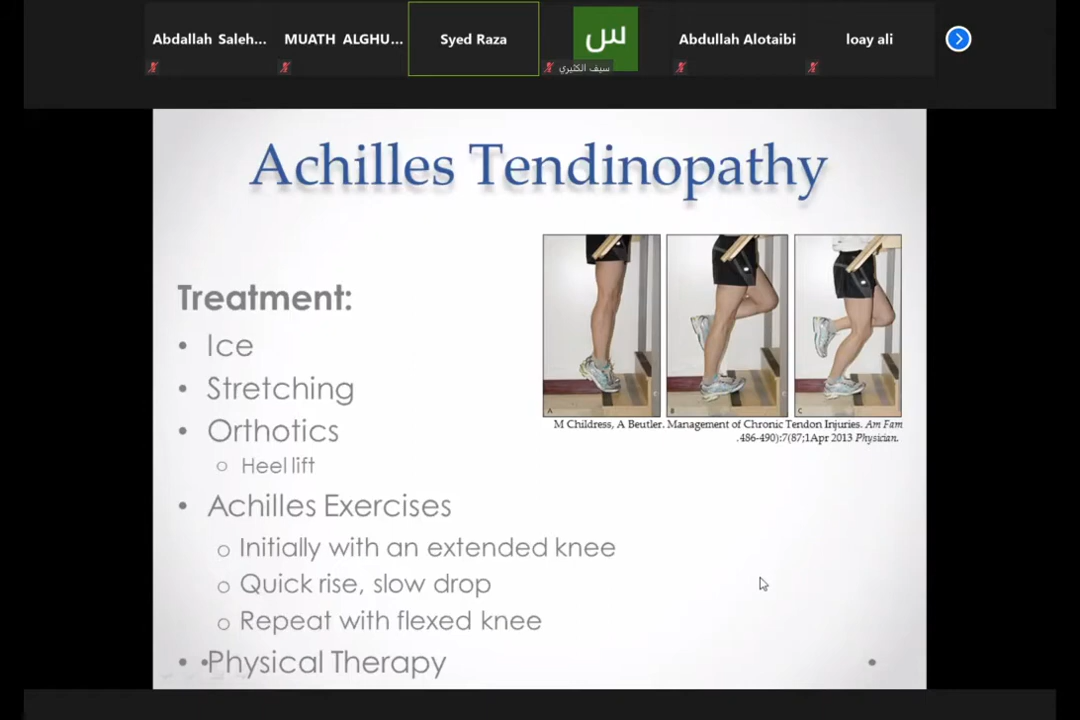 Abdallah Saleh...
MUATH ALGHU...
Syed Raza
س
سيف الكثيري
Abdullah Alotaibi
loay ali
Achilles Tendinopathy
Treatment:
• Ice
• Stretching
• Orthotics
o Heel lift
• Achilles Exercises
o Initially with an extended knee
o Quick rise, slow drop
o Repeat with flexed knee
• •Physical Therapy
A
B
C
M Childress, A Beutler. Management of Chronic Tendon Injuries. Am Fam
.486-490):7(87;1Apr 2013 Physician.